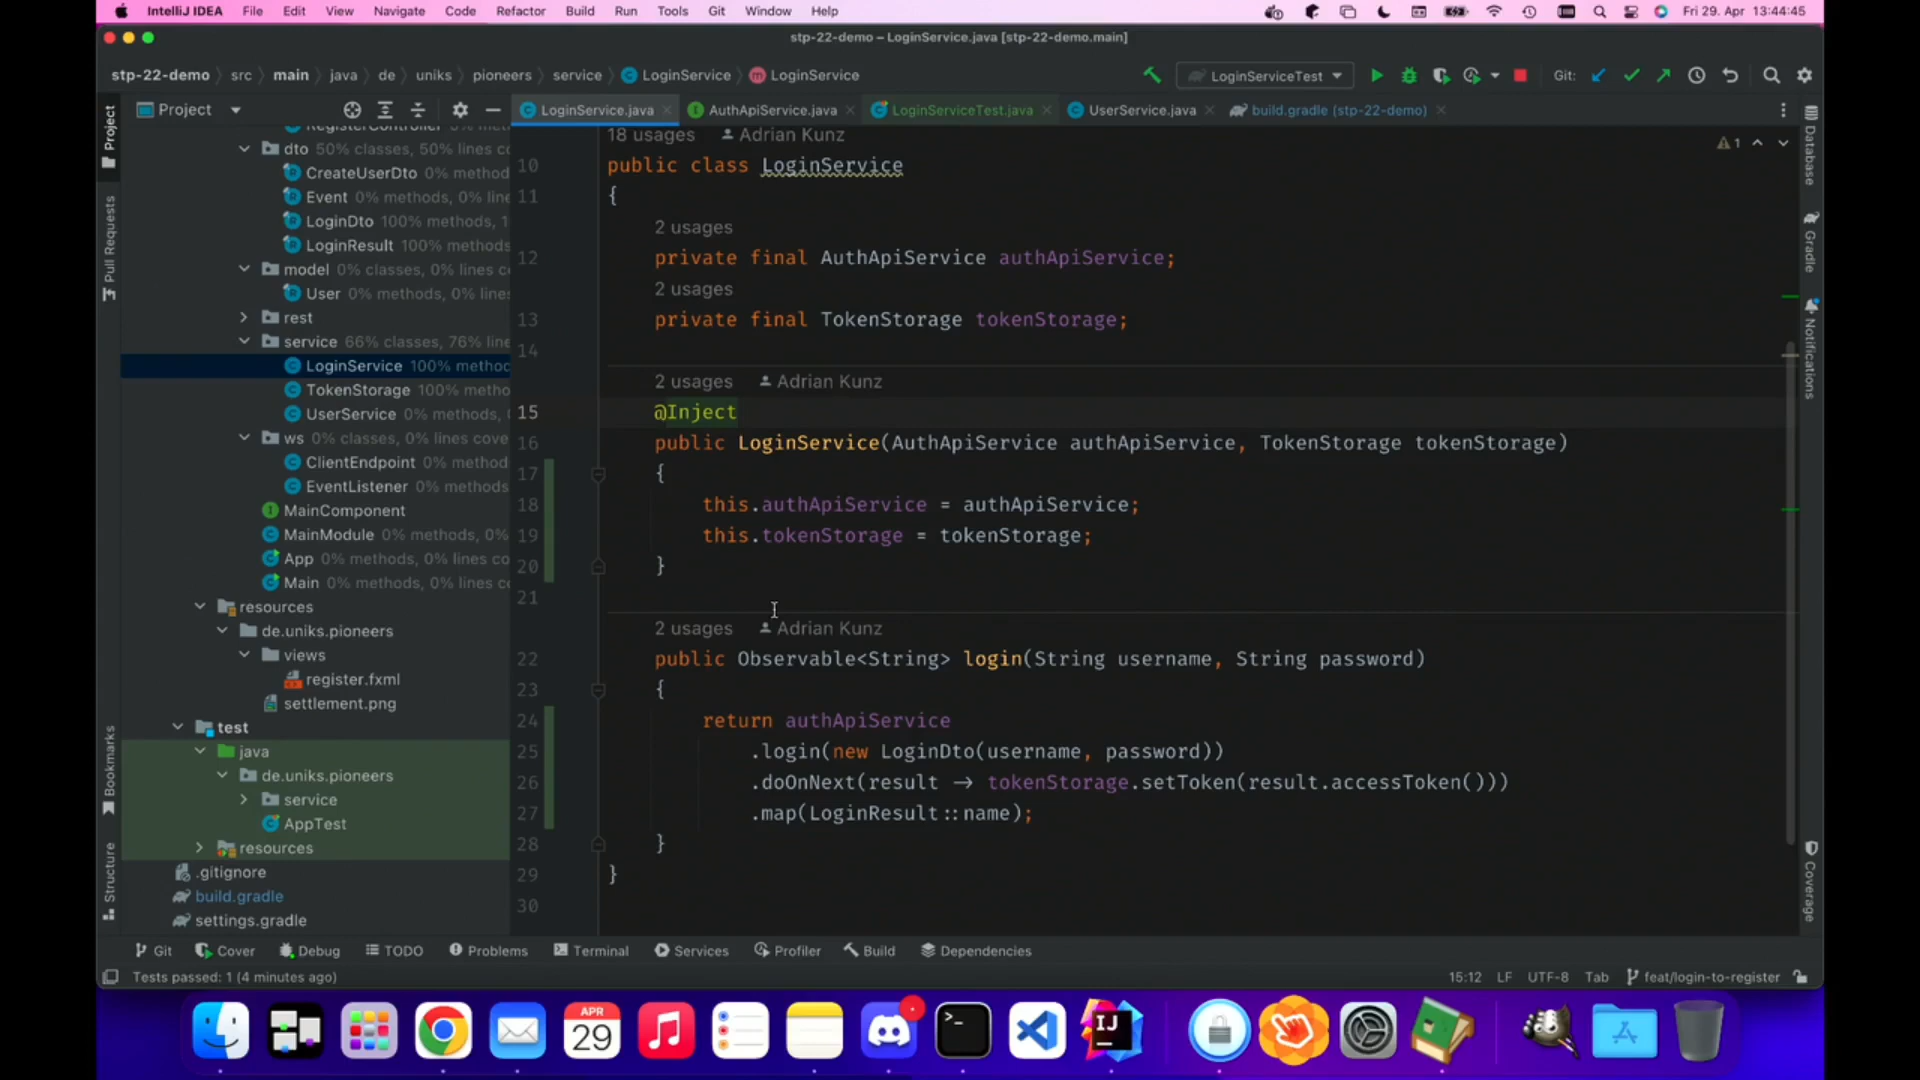 IntelliJ IDEA File Edit View Navigate Code Refactor Build Run Tools Git Window Help Fri 29. Apr 13:44:45
stp-22-demo – LoginService.java [stp-22-demo.main]
stp-22-demo src main java de uniks pioneers service LoginService LoginService LoginServiceTest Git:
Project LoginService.java AuthApiService.java LoginServiceTest.java UserService.java build.gradle (stp-22-demo)
Project
Pull Requests
Bookmarks
Structure
dto 50% classes, 50% lines co
CreateUserDto 0% method
Event 0% methods, 0% line
LoginDto 100% methods, 1
LoginResult 100% methods
model 0% classes, 0% lines
User 0% methods, 0% lines
rest
service 66% classes, 76% line
LoginService 100% method
TokenStorage 100% method
UserService 0% methods,
ws 0% classes, 0% lines cove
ClientEndpoint 0% method
EventListener 0% methods
MainComponent
MainModule 0% methods, 0%
App 0% methods, 0% lines co
Main 0% methods, 0% lines c
resources
de.uniks.pioneers
views
register.fxml
settlement.png
test
java
de.uniks.pioneers
service
AppTest
resources
.gitignore
build.gradle
settings.gradle
18 usages Adrian Kunz
10 public class LoginService
11 {
2 usages
12 private final AuthApiService authApiService;
2 usages
13 private final TokenStorage tokenStorage;
14
2 usages Adrian Kunz
15 @Inject
16 public LoginService(AuthApiService authApiService, TokenStorage tokenStorage)
17 {
18 this.authApiService = authApiService;
19 this.tokenStorage = tokenStorage;
20 }
21
2 usages Adrian Kunz
22 public Observable<String> login(String username, String password)
23 {
24 return authApiService
25 .login(new LoginDto(username, password))
26 .doOnNext(result → tokenStorage.setToken(result.accessToken()))
27 .map(LoginResult::name);
28 }
29 }
30
1
Database
Gradle
Notifications
Coverage
Git Cover Debug TODO Problems Terminal Services Profiler Build Dependencies
Tests passed: 1 (4 minutes ago) 15:12 LF UTF-8 Tab feat/login-to-register
APR
29
IJ